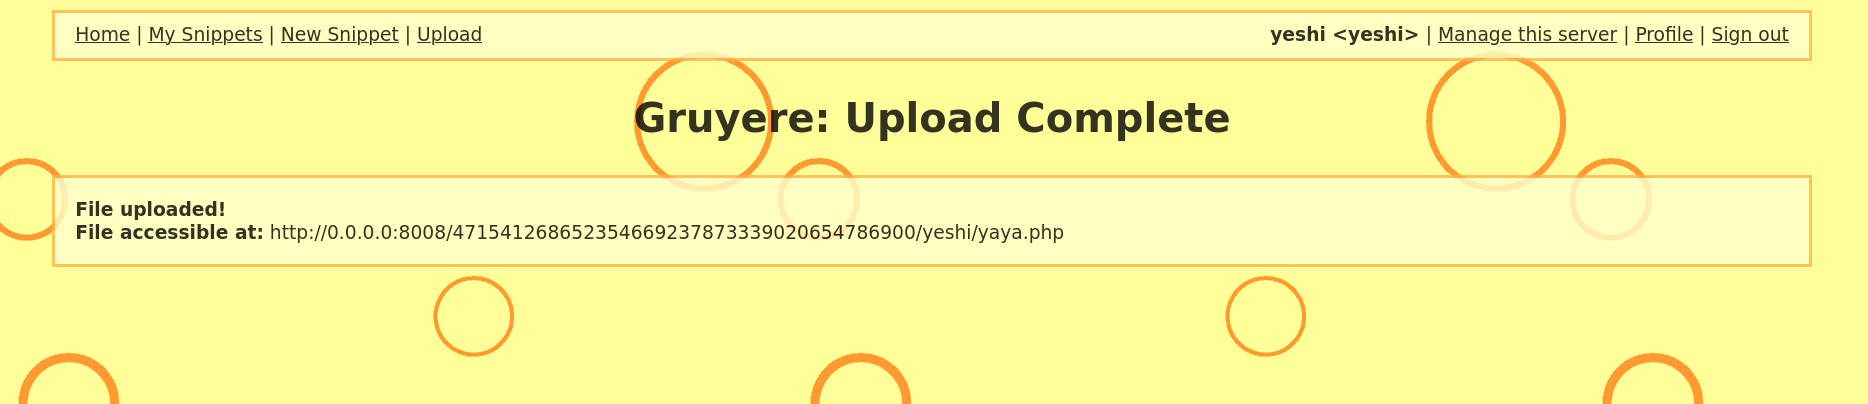 Home | My Snippets | New Snippet | Upload
yeshi <yeshi> | Manage this server | Profile | Sign out
Gruyere: Upload Complete
File uploaded!
File accessible at: http://0.0.0.0:8008/471541268652354669237873339020654786900/yeshi/yaya.php